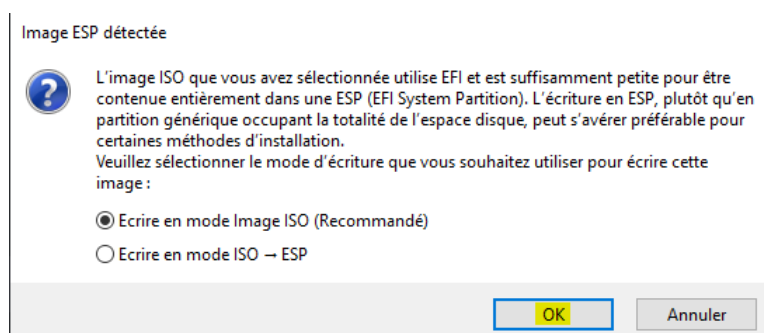 Image ESP détectée
L'image ISO que vous avez sélectionnée utilise EFI et est suffisamment petite pour être
contenue entièrement dans une ESP (EFI System Partition). L'écriture en ESP, plutôt qu'en
partition générique occupant la totalité de l'espace disque, peut s'avérer préférable pour
certaines méthodes d'installation.
Veuillez sélectionner le mode d'écriture que vous souhaitez utiliser pour écrire cette
image :
Ecrire en mode Image ISO (Recommandé)
Ecrire en mode ISO → ESP
OK
Annuler